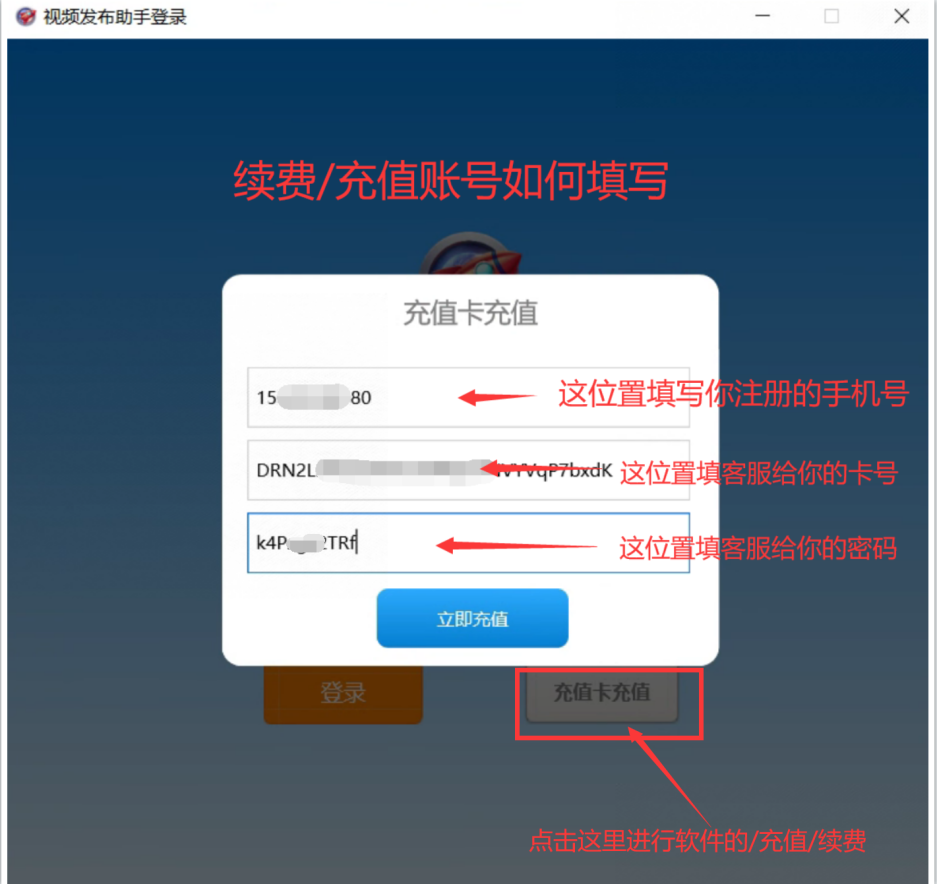 视频发布助手登录
续费/充值账号如何填写
充值卡充值
15 80
这位置填写你注册的手机号
DRN2L VqP7bxdK
这位置填客服给你的卡号
k4P 2TRf
这位置填客服给你的密码
立即充值
登录
充值卡充值
点击这里进行软件的/充值/续费